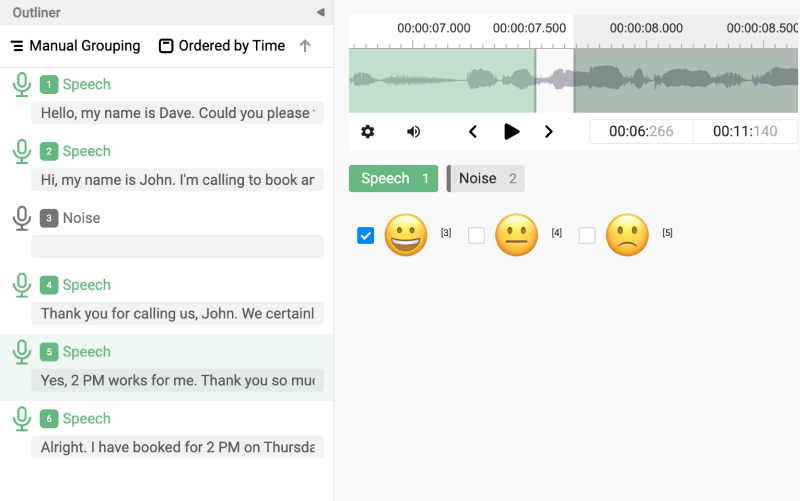 Outliner
Manual Grouping Ordered by Time
1 Speech
Hello, my name is Dave. Could you please
2 Speech
Hi, my name is John. I'm calling to book
3 Noise
4 Speech
Thank you for calling us, John. We
5 Speech
Yes, 2 PM works for me. Thank you so
6 Speech
Alright. I have booked for 2 PM on
00:00:07.000 00:00:07.500 00:00:08.000 00:00:08.500
00:06:266 00:11:140
Speech 1 Noise 2
[3] [4] [5]